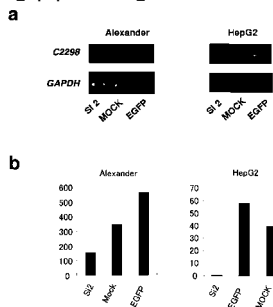 a
Alexander HepG2
C2298
GAPDH
SI 2 MOCK EGFP SI 2 MOCK EGFP
b
Alexander HepG2
600 70
500 60
400 50
300 40
200 30
100 20
0 10
0
SI2 Mock EGFP SI2 EGFP MOCK